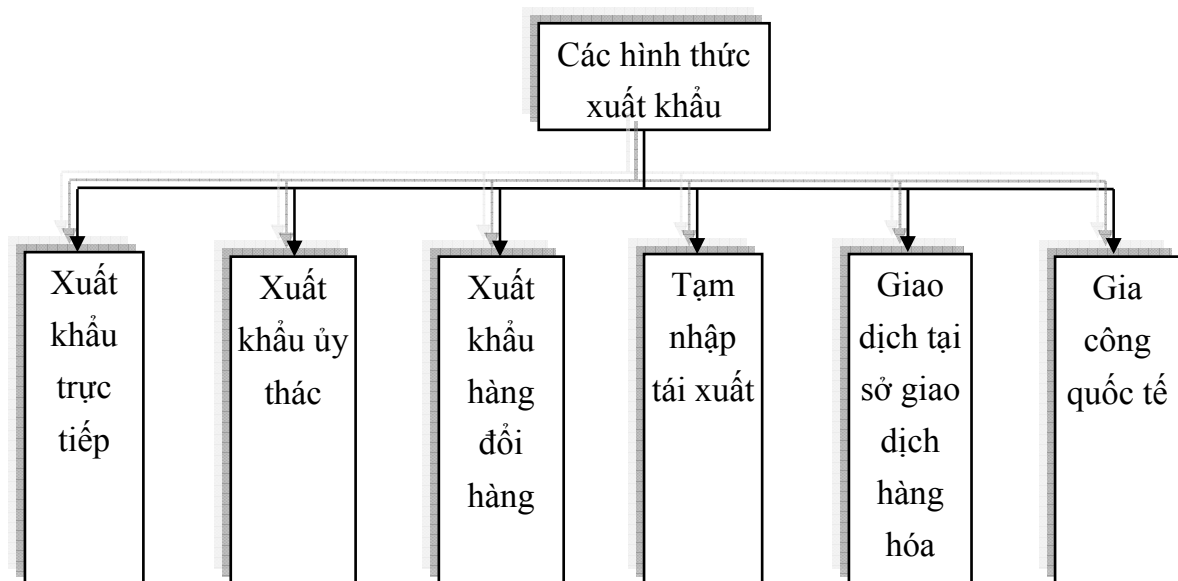 Các hình thức
xuất khẩu
Xuất
khẩu
trực
tiếp
Xuất
khẩu ủy
thác
Xuất
khẩu
hàng
đổi
hàng
Tạm
nhập
tái xuất
Giao
dịch tại
sở giao
dịch
hàng
hóa
Gia
công
quốc tế